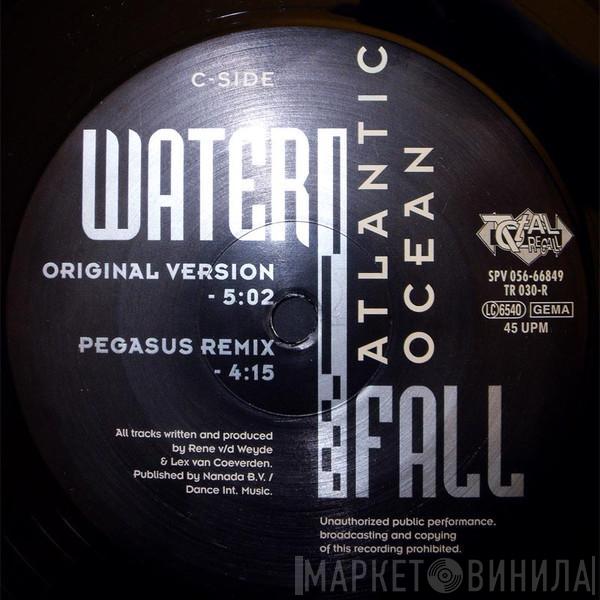 C-SIDE
WATER
ORIGINAL VERSION
- 5:02
PEGASUS REMIX
- 4:15
All tracks written and produced
by Rene v/d Weyde
& Lex van Coeverden.
Published by Nanada B.V. /
Dance Int. Music.
ATLANTIC
OCEAN
FALL
TOTAL
RECALL
SPV 056-66849
TR 030-R
LC 6540 GEMA
45 UPM
Unauthorized public performance.
broadcasting and copying
of this recording prohibited.
МАРКЕТ ВИНИЛА